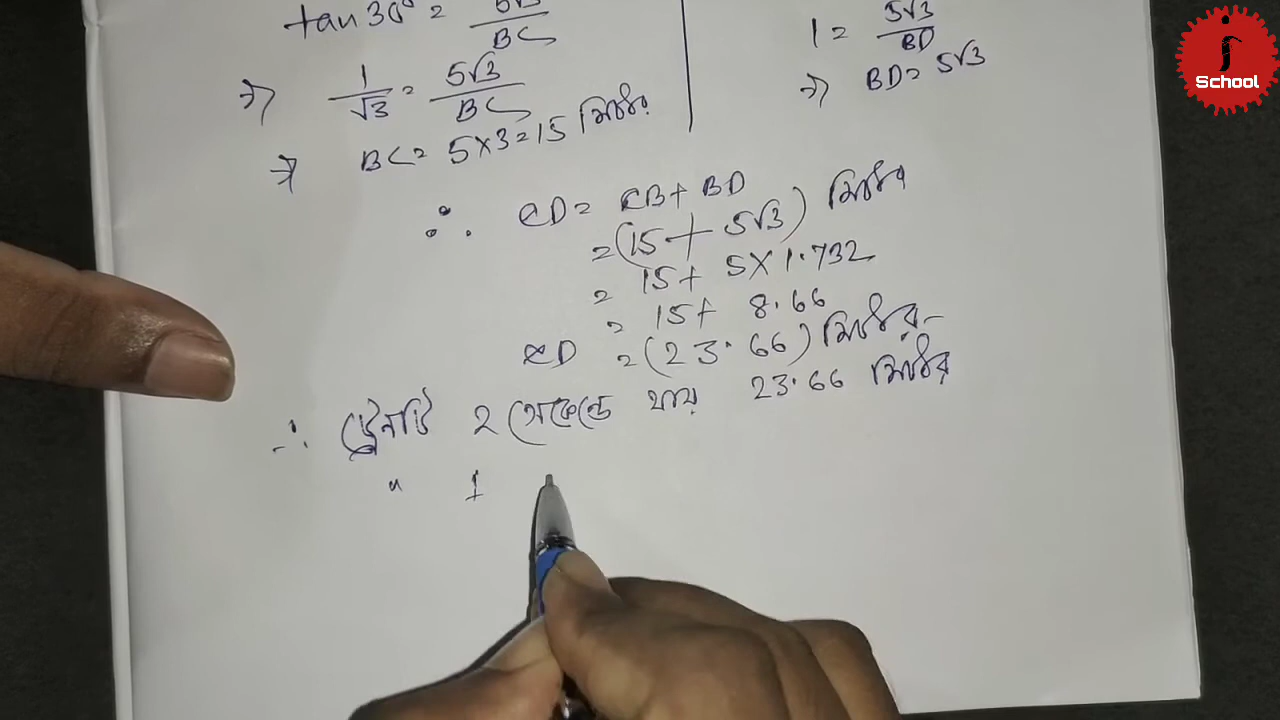 tan 30° = 5√3/BC
⇒ 1/√3 = 5√3/BC
⇒ BC = 5×3 = 15 মিটার
1 = 5√3/BD
⇒ BD = 5√3
∴ CD = CB + BD
= (15 + 5√3) মিটার
= 15 + 5×1.732
= 15 + 8.66
CD = (23.66) মিটার
∴ ট্রেনটি ২ সেকেন্ডে যায় 23.66 মিটার
" 1
School